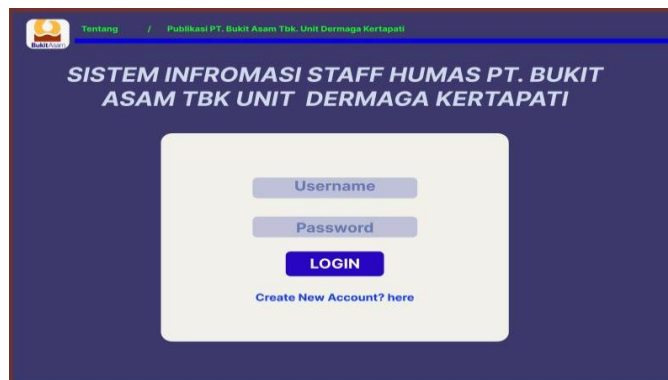 Tentang / Publikasi PT. Bukit Asam Tbk. Unit Dermaga Kertapati
BukitAsam
SISTEM INFROMASI STAFF HUMAS PT. BUKIT
ASAM TBK UNIT DERMAGA KERTAPATI
Username
Password
LOGIN
Create New Account? here